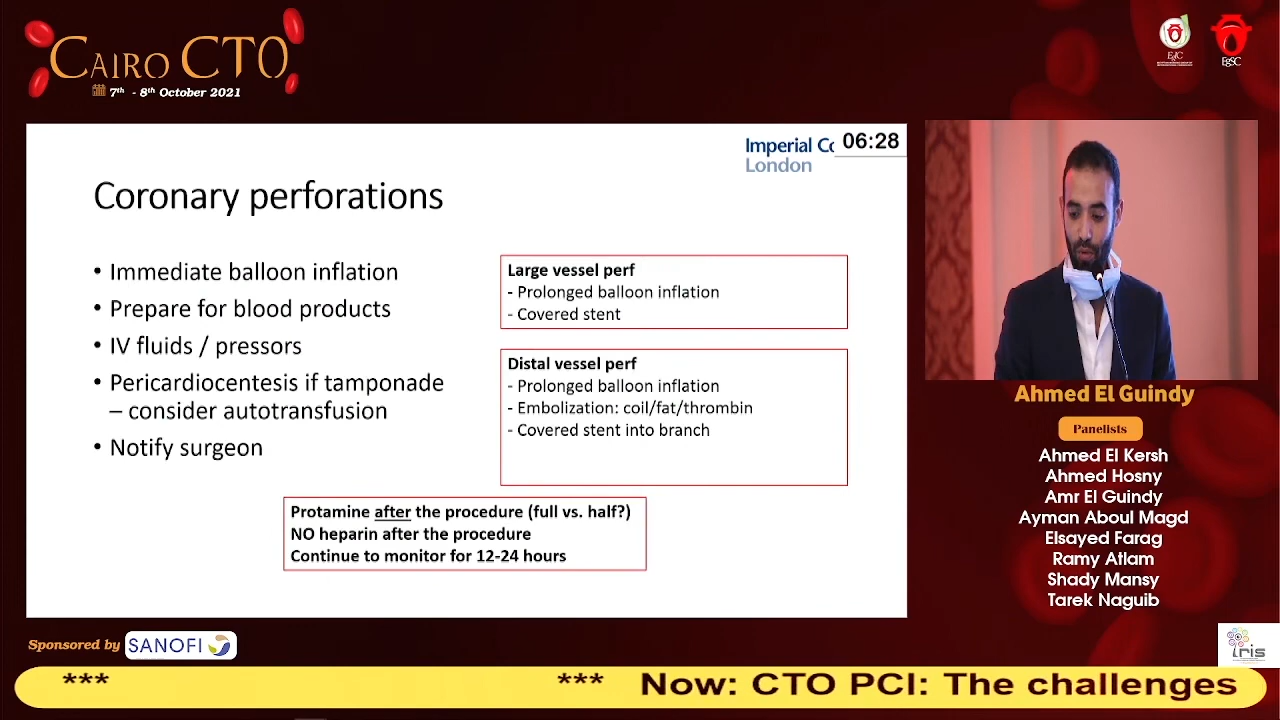 CAIRO CTO
7th - 8th October 2021
EgSC
Imperial Co
London
06:28
Coronary perforations
• Immediate balloon inflation
• Prepare for blood products
• IV fluids / pressors
• Pericardiocentesis if tamponade
– consider autotransfusion
• Notify surgeon
Large vessel perf
- Prolonged balloon inflation
- Covered stent
Distal vessel perf
- Prolonged balloon inflation
- Embolization: coil/fat/thrombin
- Covered stent into branch
Protamine after the procedure (full vs. half?)
NO heparin after the procedure
Continue to monitor for 12-24 hours
Ahmed El Guindy
Panelists
Ahmed El Kersh
Ahmed Hosny
Amr El Guindy
Ayman Aboul Magd
Elsayed Farag
Ramy Atlam
Shady Mansy
Tarek Naguib
Sponsored by SANOFI
iris
*** *** Now: CTO PCI: The challenges